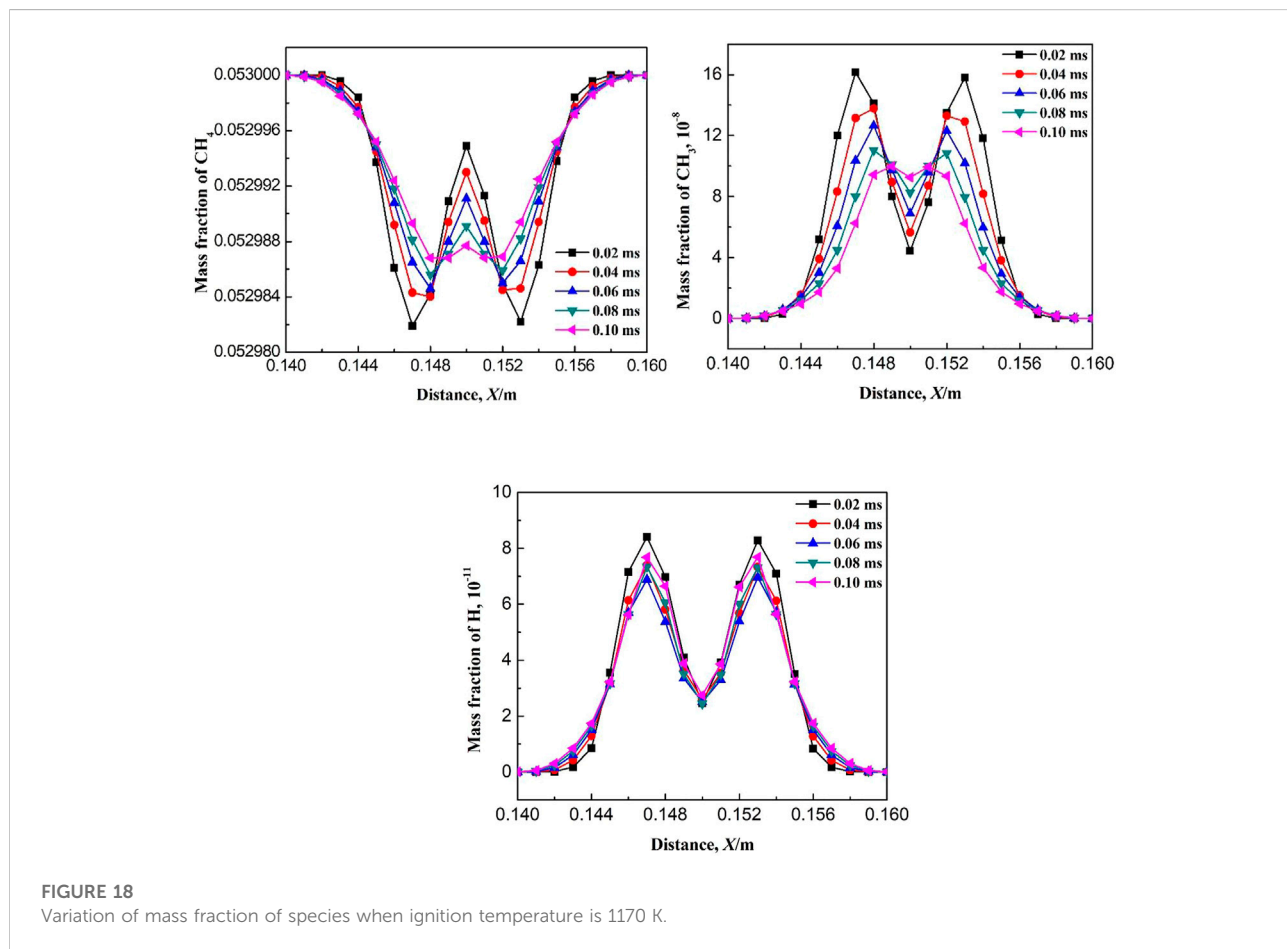 0.053000
0.052996
0.052992
0.052988
0.052984
0.052980
Mass fraction of CH4
0.02 ms
0.04 ms
0.06 ms
0.08 ms
0.10 ms
0.140 0.144 0.148 0.152 0.156 0.160
Distance, X/m
16
12
8
4
0
Mass fraction of CH3, 10-8
0.02 ms
0.04 ms
0.06 ms
0.08 ms
0.10 ms
0.140 0.144 0.148 0.152 0.156 0.160
Distance, X/m
10
8
6
4
2
0
Mass fraction of H, 10-11
0.02 ms
0.04 ms
0.06 ms
0.08 ms
0.10 ms
0.140 0.144 0.148 0.152 0.156 0.160
Distance, X/m
FIGURE 18
Variation of mass fraction of species when ignition temperature is 1170 K.